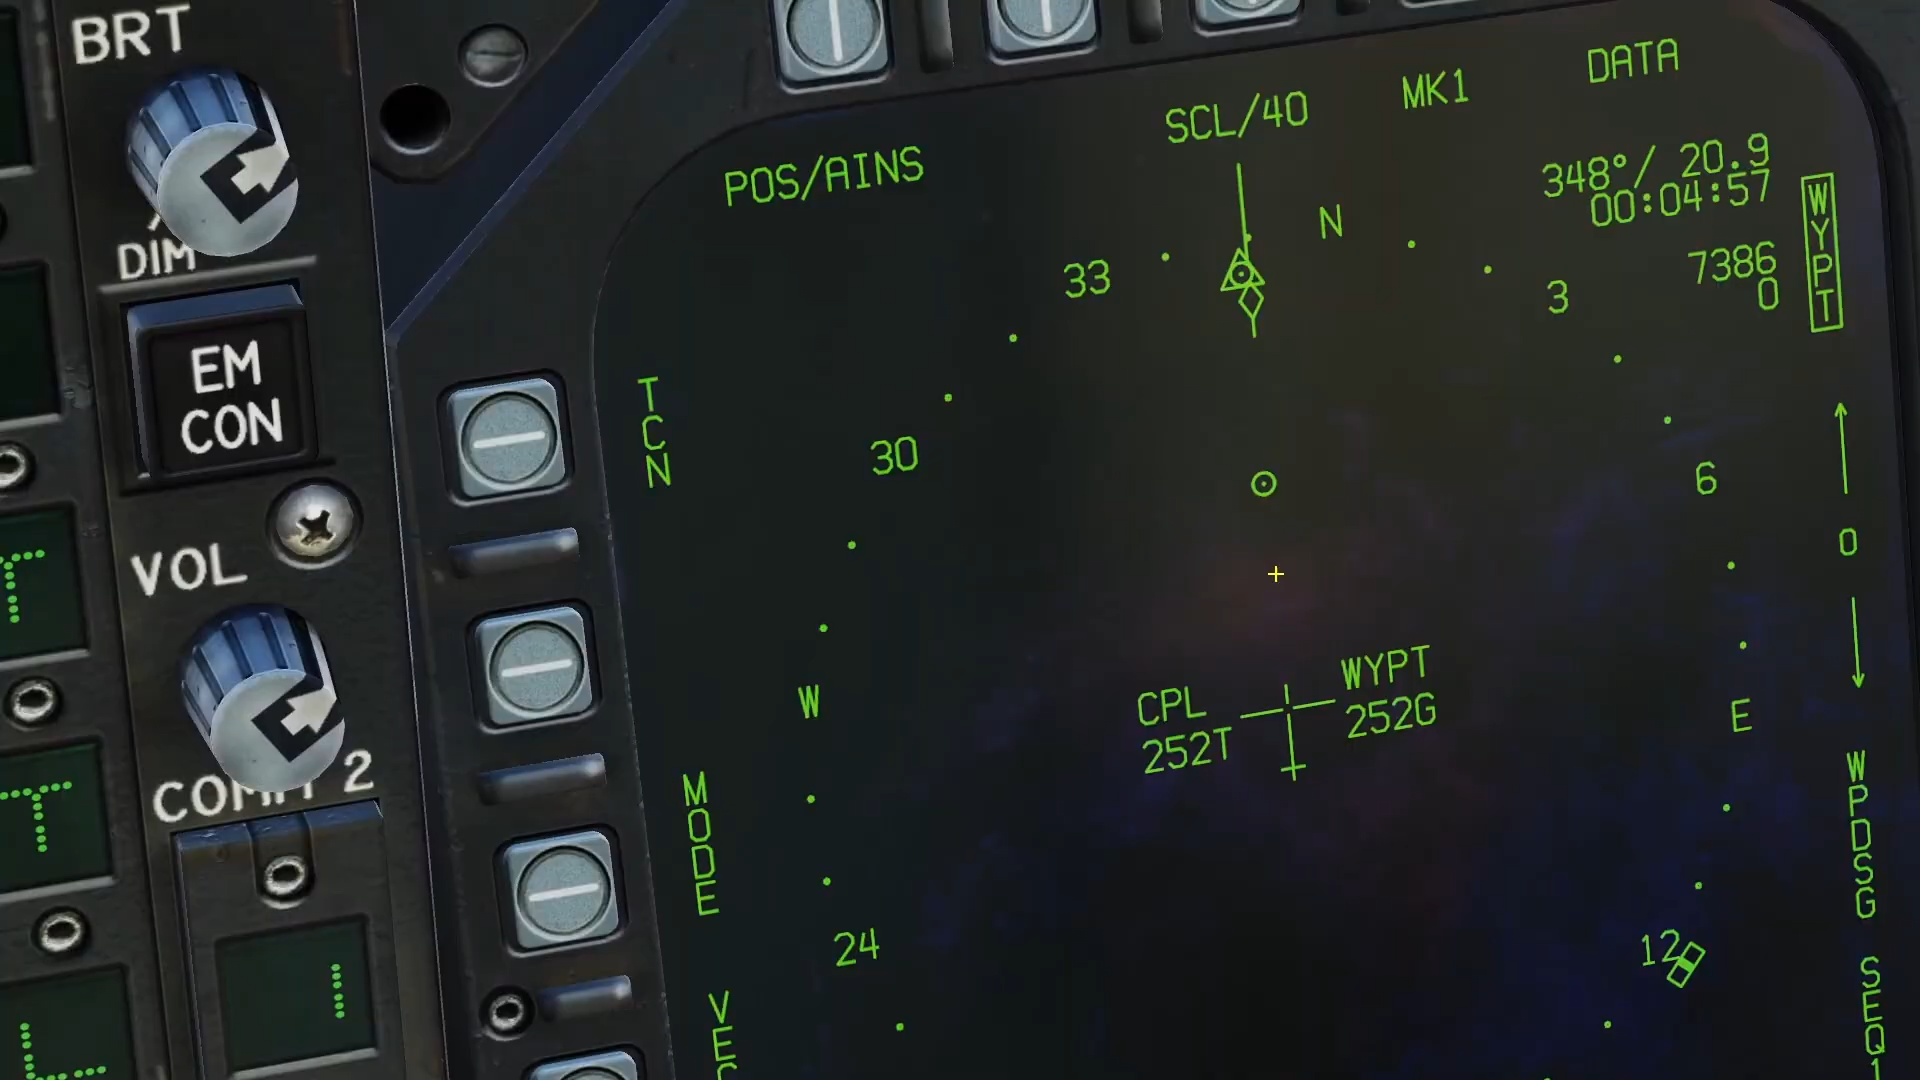 BRT
DIM
EM
CON
VOL
COMM 2
POS/AINS
SCL/40
MK1
DATA
348°/ 20.9
00:04:57
7386
0
WYPT
33
N
3
TCN
30
6
0
W
CPL
252T
WYPT
252G
E
MODE
24
12
WPDSG
SEQ1